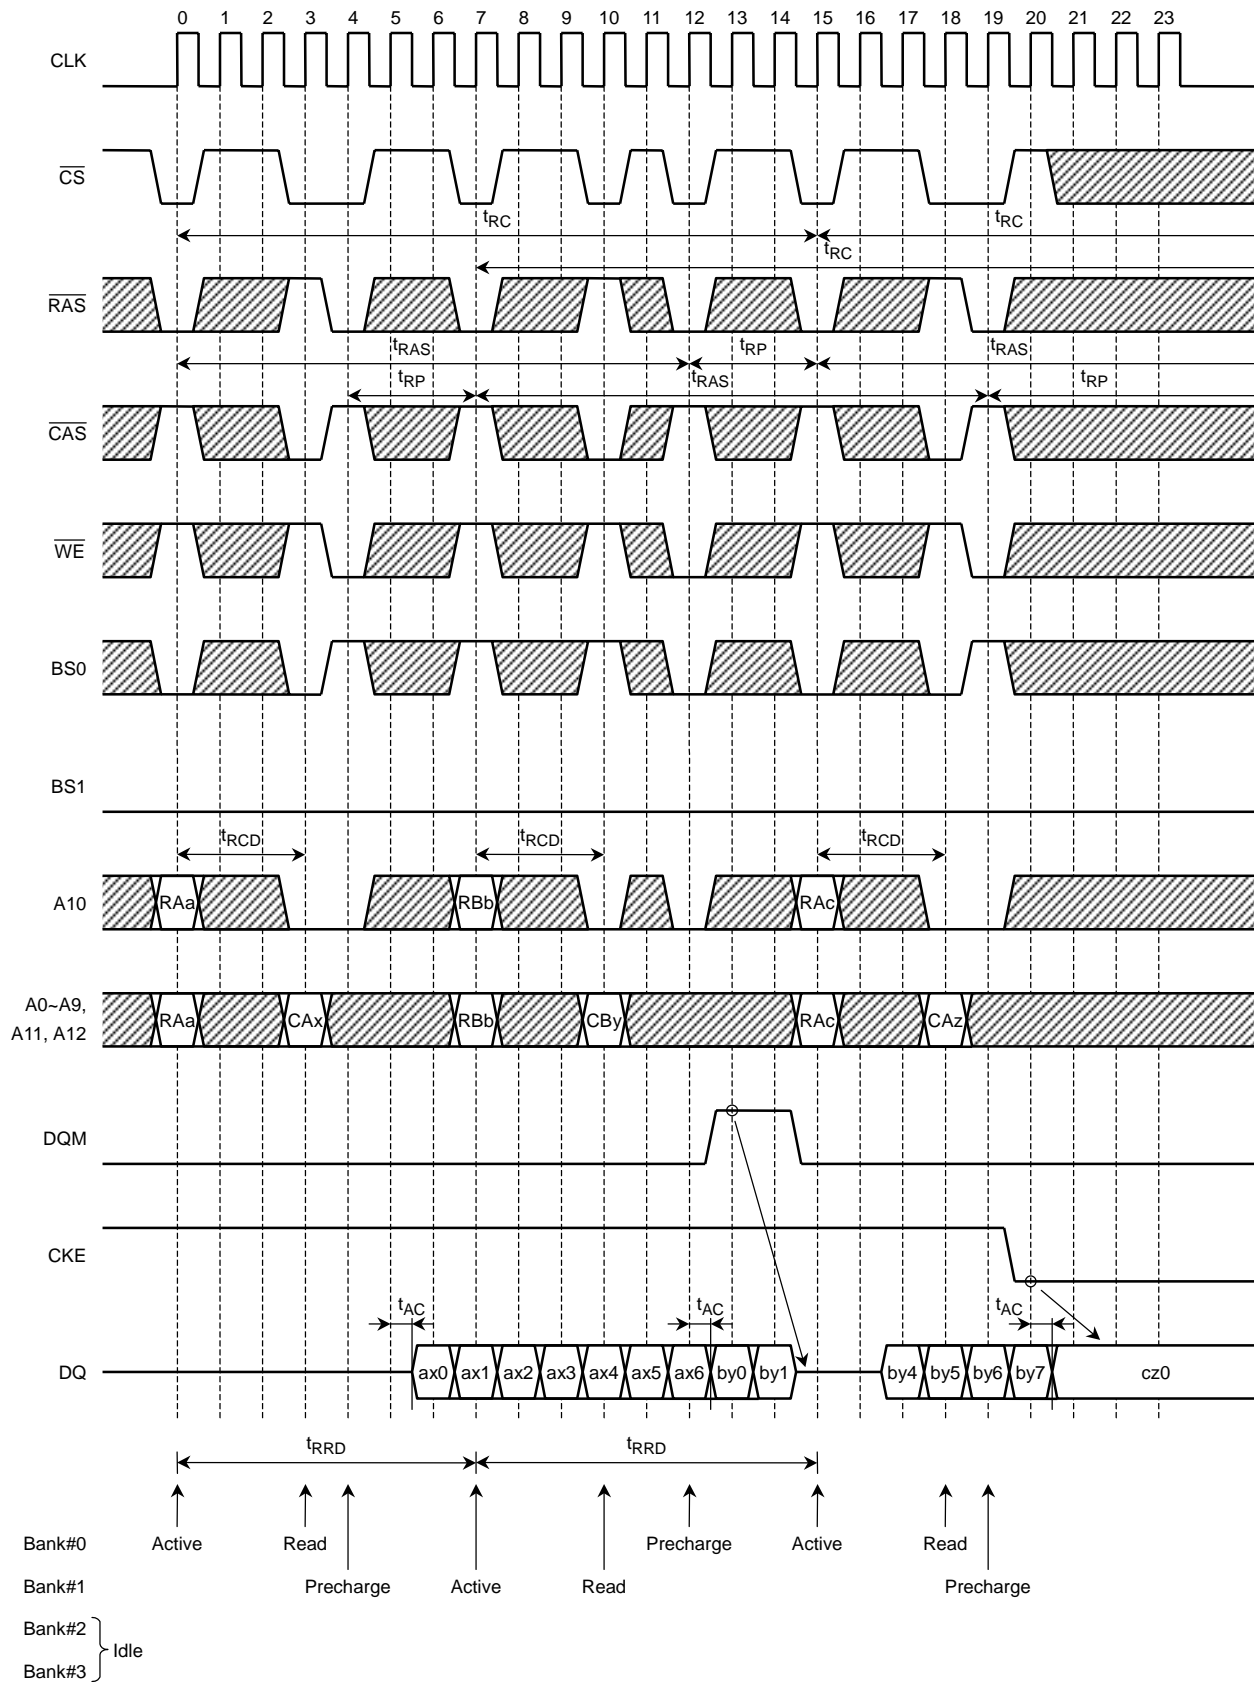 0 1 2 3 4 5 6 7 8 9 10 11 12 13 14 15 16 17 18 19 20 21 22 23
CLK
CS
tRC tRC
tRC
RAS
tRAS tRP tRAS
tRP tRAS tRP
CAS
WE
BS0
BS1
tRCD tRCD tRCD
A10 RAa RBb RAc
A0~A9,
A11, A12 RAa CAx RBb CBy RAc CAz
DQM
CKE
tAC tAC tAC
DQ ax0 ax1 ax2 ax3 ax4 ax5 ax6 by0 by1 by4 by5 by6 by7 cz0
tRRD tRRD
Bank#0 Active Read Precharge Active Read
Bank#1 Precharge Active Read Precharge
Bank#2
Idle
Bank#3